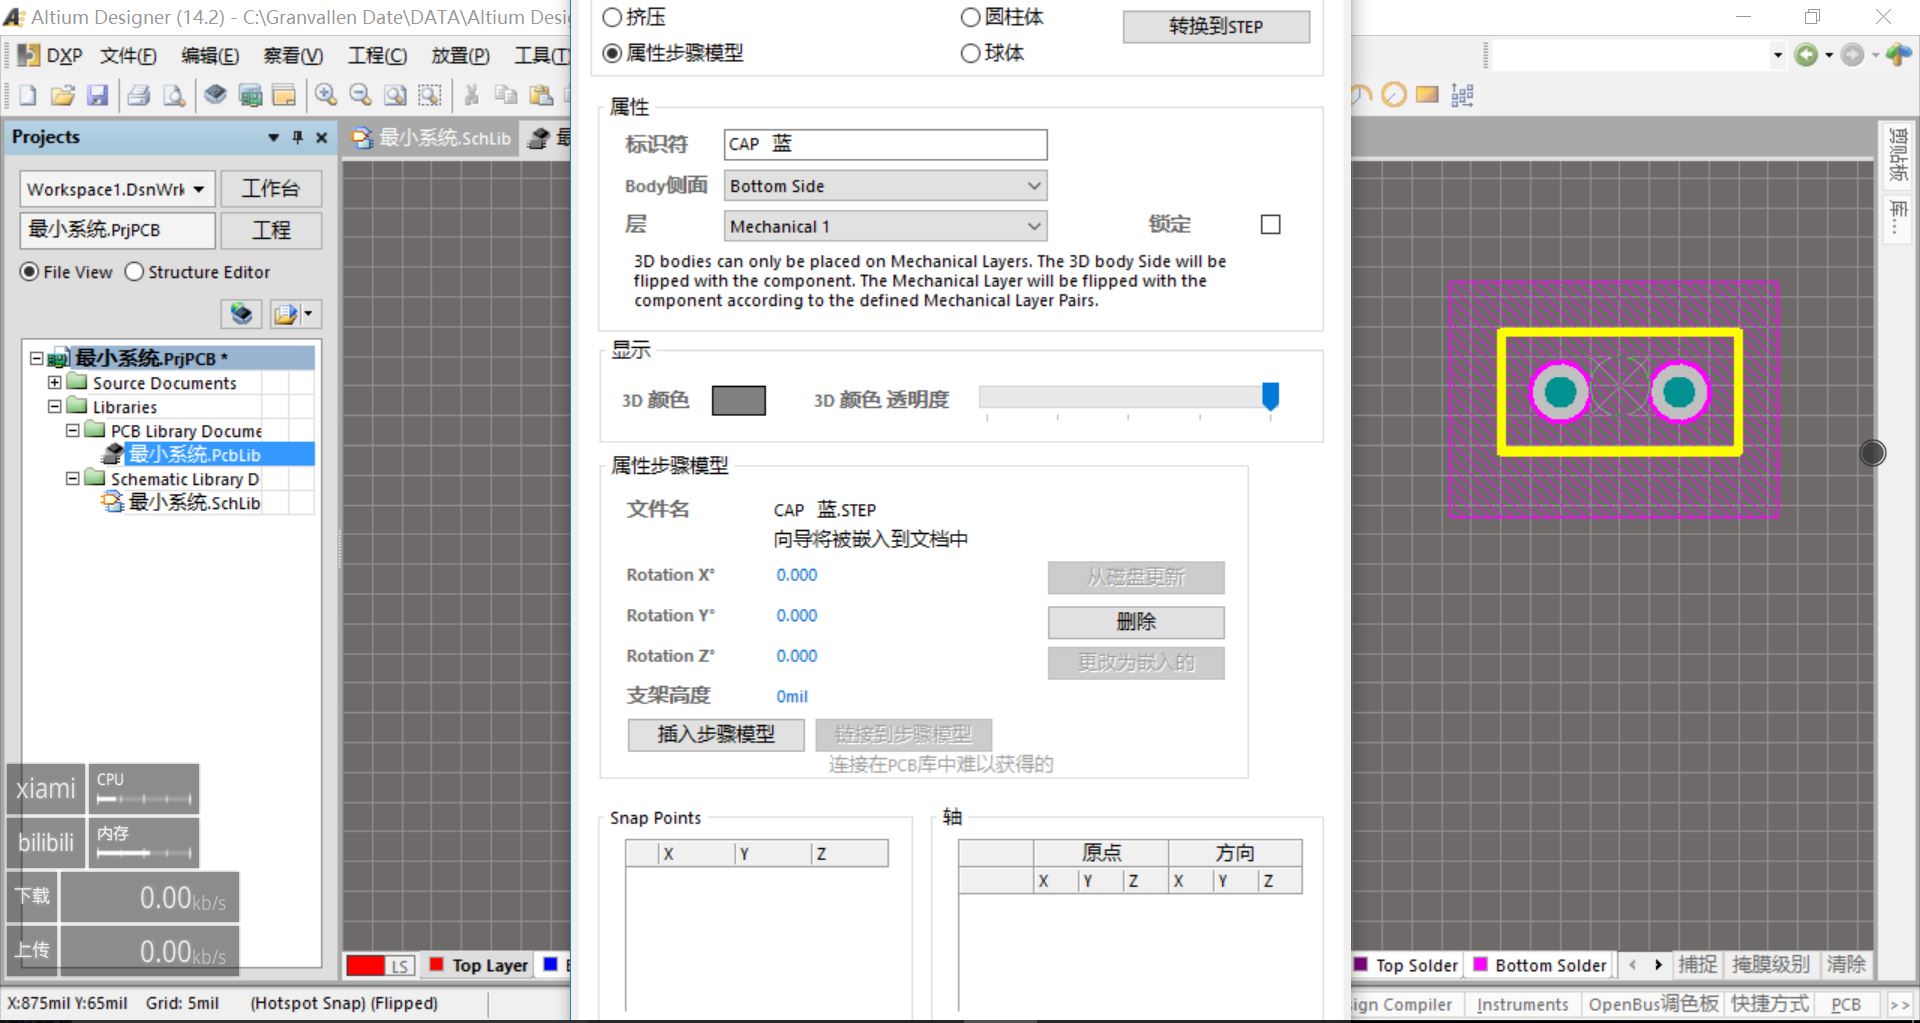 Altium Designer (14.2) - C:\Granvallen Date\DATA\Altium Desi
DXP 文件(F) 编辑(E) 察看(V) 工程(C) 放置(P) 工具(T)
Projects
最小系统.SchLib
最
Workspace1.DsnWrk
工作台
最小系统.PrjPCB
工程
File View
Structure Editor
最小系统.PrjPCB *
Source Documents
Libraries
PCB Library Docume
最小系统.PcbLib
Schematic Library D
最小系统.SchLib
xiami
CPU
bilibili
内存
下载
0.00kb/s
上传
0.00kb/s
LS
Top Layer
X:875mil Y:65mil Grid: 5mil (Hotspot Snap) (Flipped)
挤压
圆柱体
转换到STEP
属性步骤模型
球体
属性
标识符
CAP 蓝
Body侧面
Bottom Side
层
Mechanical 1
锁定
3D bodies can only be placed on Mechanical Layers. The 3D body Side will be
flipped with the component. The Mechanical Layer will be flipped with the
component according to the defined Mechanical Layer Pairs.
显示
3D 颜色
3D 颜色 透明度
属性步骤模型
文件名
CAP 蓝.STEP
向导将被嵌入到文档中
Rotation X°
0.000
从磁盘更新
Rotation Y°
0.000
删除
Rotation Z°
0.000
更改为嵌入的
支架高度
0mil
插入步骤模型
链接到步骤模型
连接在PCB库中难以获得的
Snap Points
X Y Z
轴
原点 方向
X Y Z X Y Z
剪贴板
库...
Top Solder
Bottom Solder
捕捉
掩膜级别
清除
sign Compiler
Instruments
OpenBus调色板
快捷方式
PCB
>>